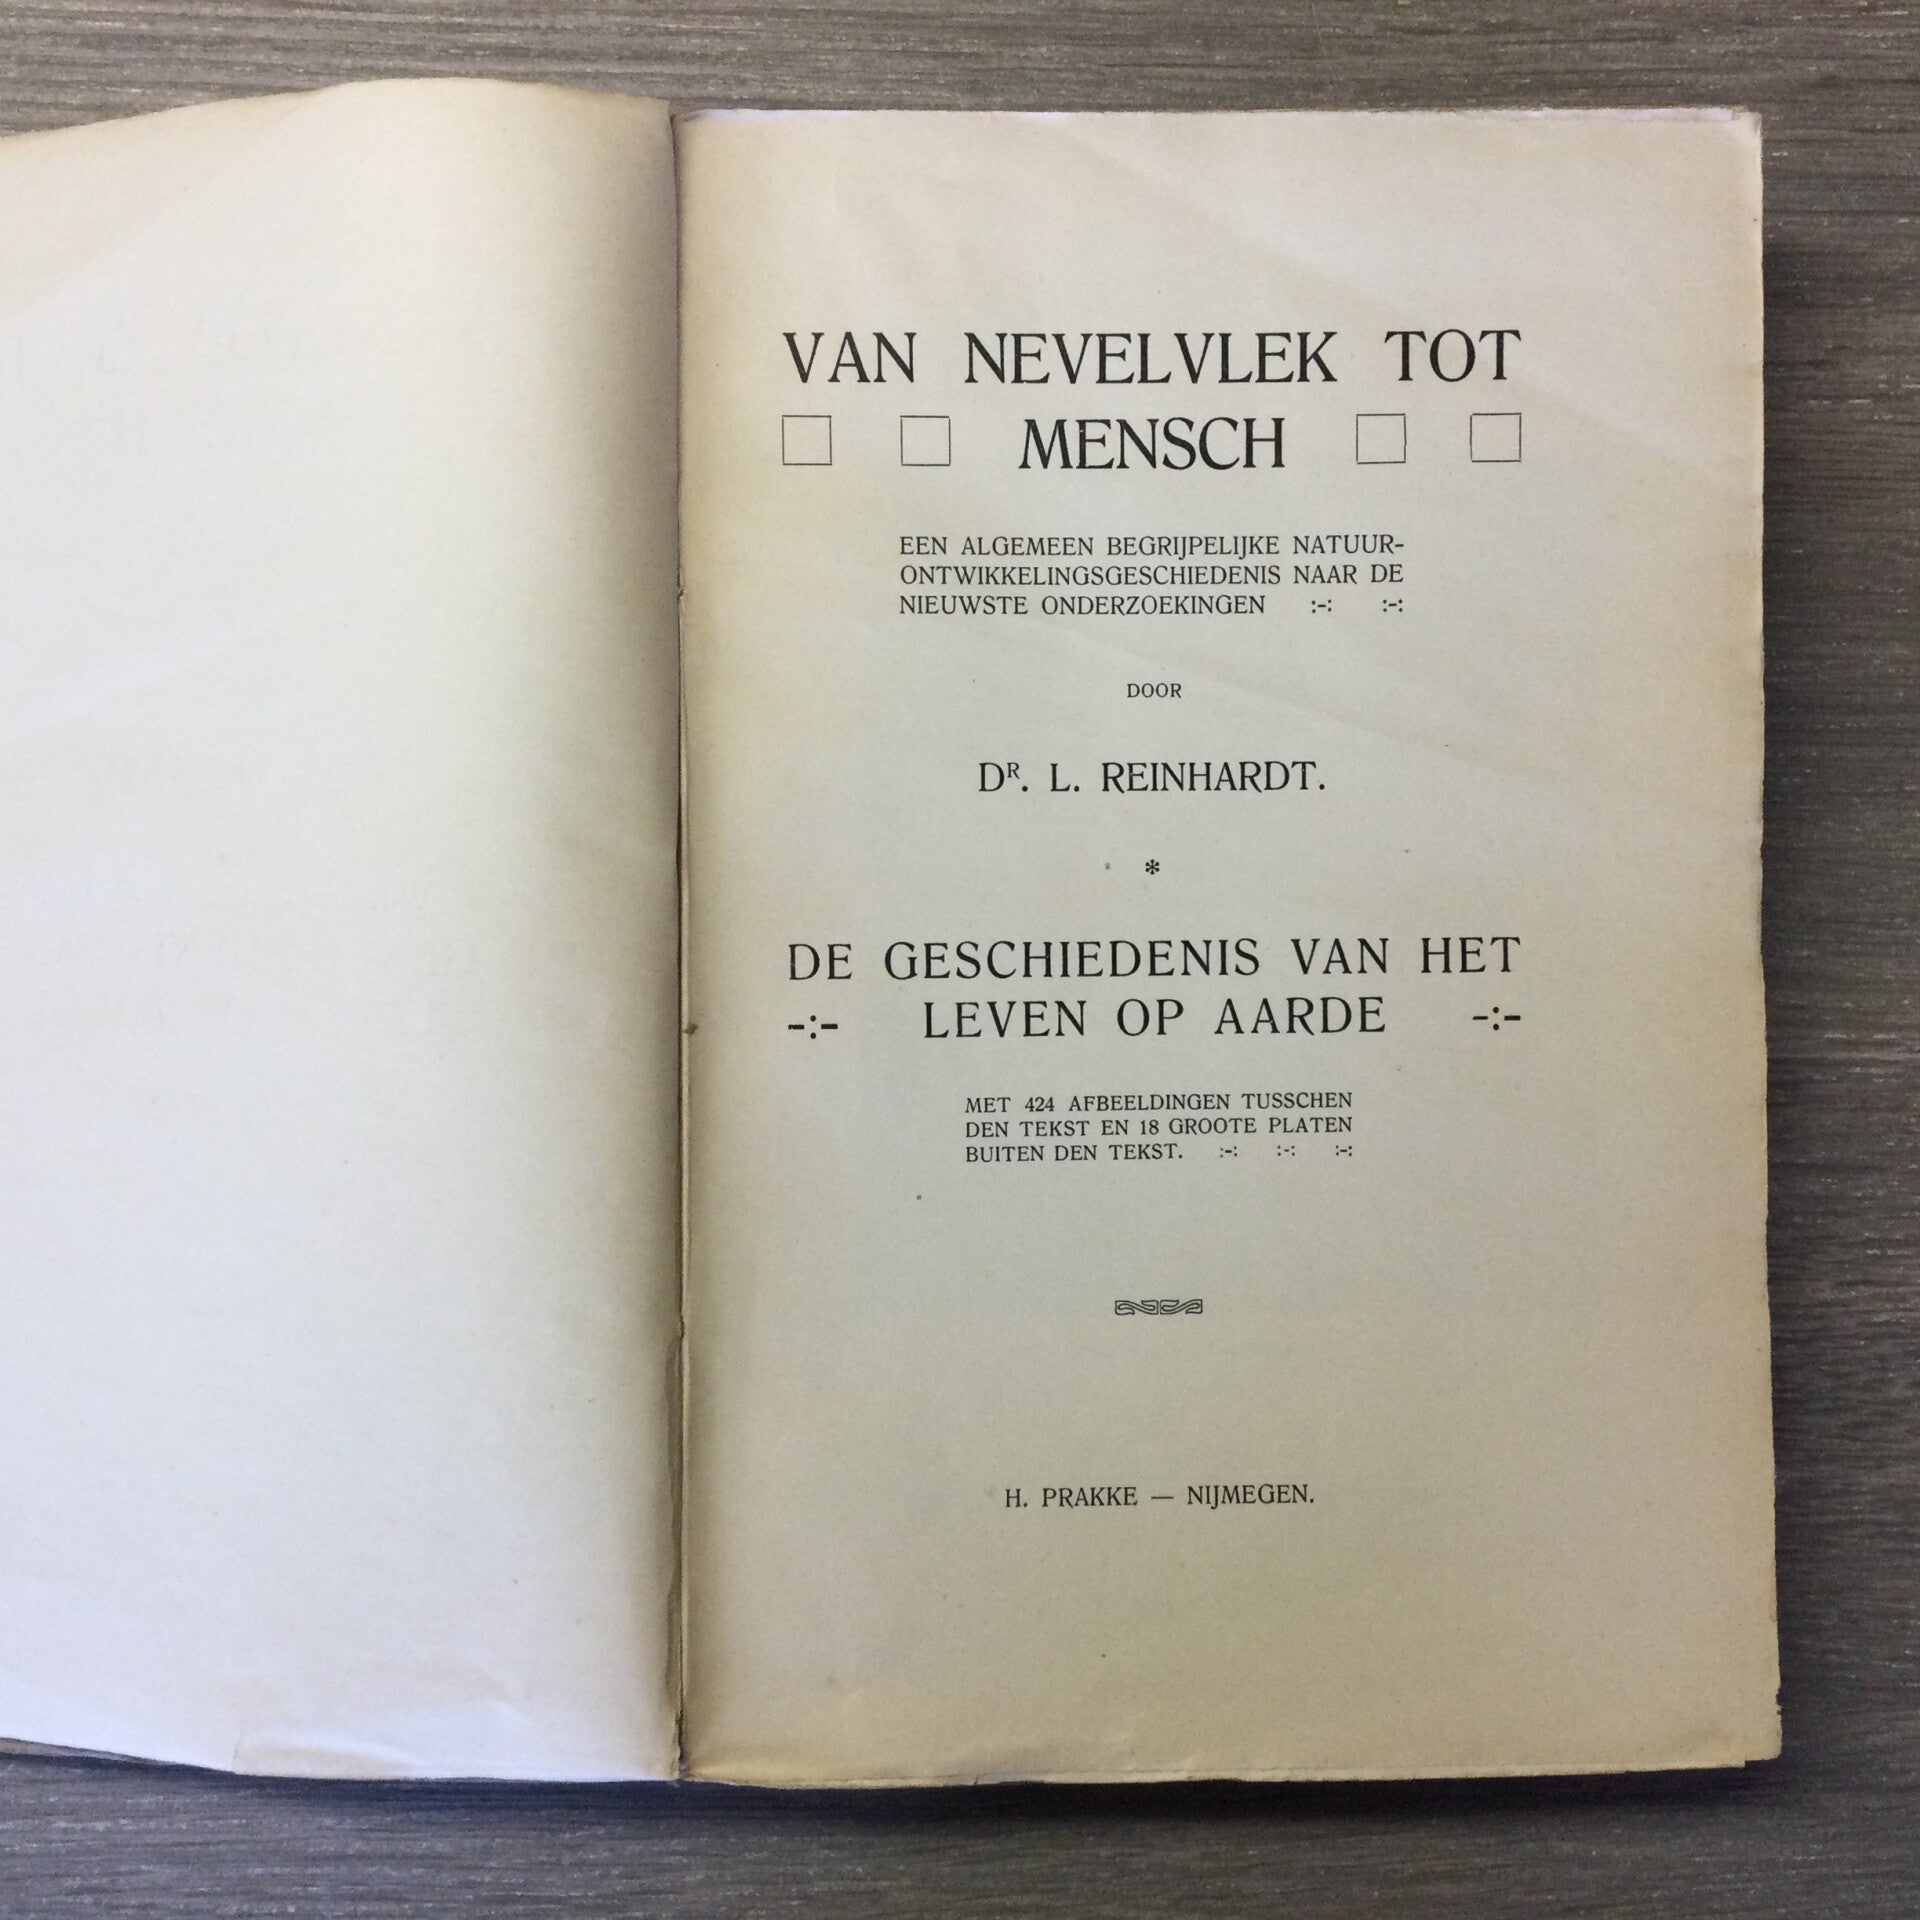 VAN NEVELVLEK TOT
□ □ MENSCH □ □
EEN ALGEMEEN BEGRIJPELIJKE NATUUR-
ONTWIKKELINGSGESCHIEDENIS NAAR DE
NIEUWSTE ONDERZOEKINGEN :-: :-:
DOOR
DR. L. REINHARDT.
*
DE GESCHIEDENIS VAN HET
-:- LEVEN OP AARDE -:-
MET 424 AFBEELDINGEN TUSSCHEN
DEN TEKST EN 18 GROOTE PLATEN
BUITEN DEN TEKST. :-: :-: :-:
H. PRAKKE — NIJMEGEN.